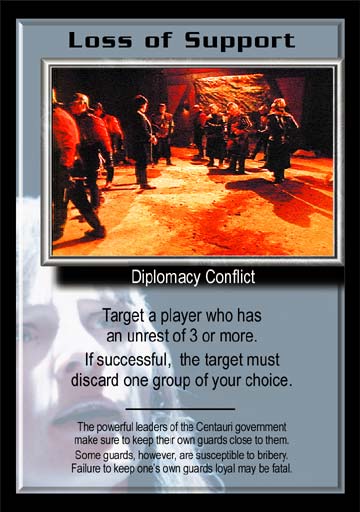 Loss of Support
Diplomacy Conflict
Target a player who has
an unrest of 3 or more.
If successful, the target must
discard one group of your choice.
The powerful leaders of the Centauri government
make sure to keep their own guards close to them.
Some guards, however, are susceptible to bribery.
Failure to keep one's own guards loyal may be fatal.